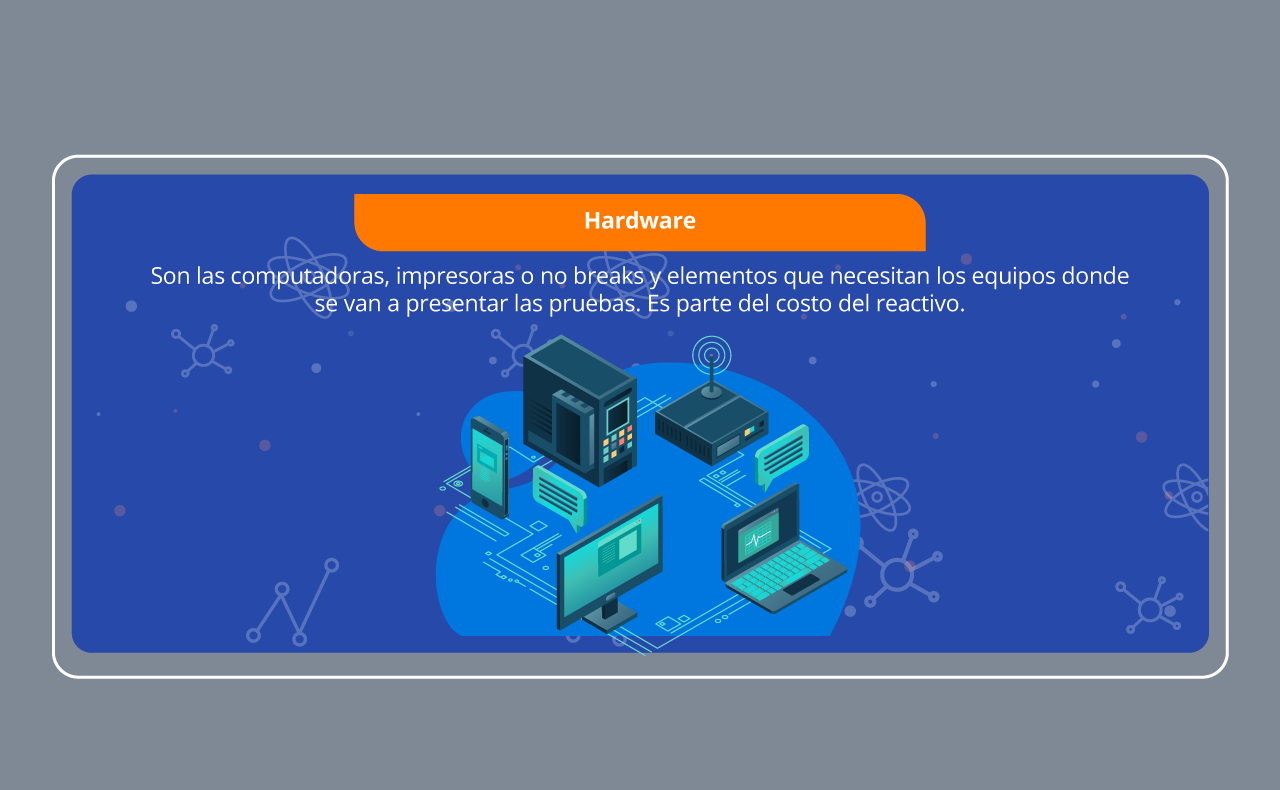 Hardware
Son las computadoras, impresoras o no breaks y elementos que necesitan los equipos donde
se van a presentar las pruebas. Es parte del costo del reactivo.